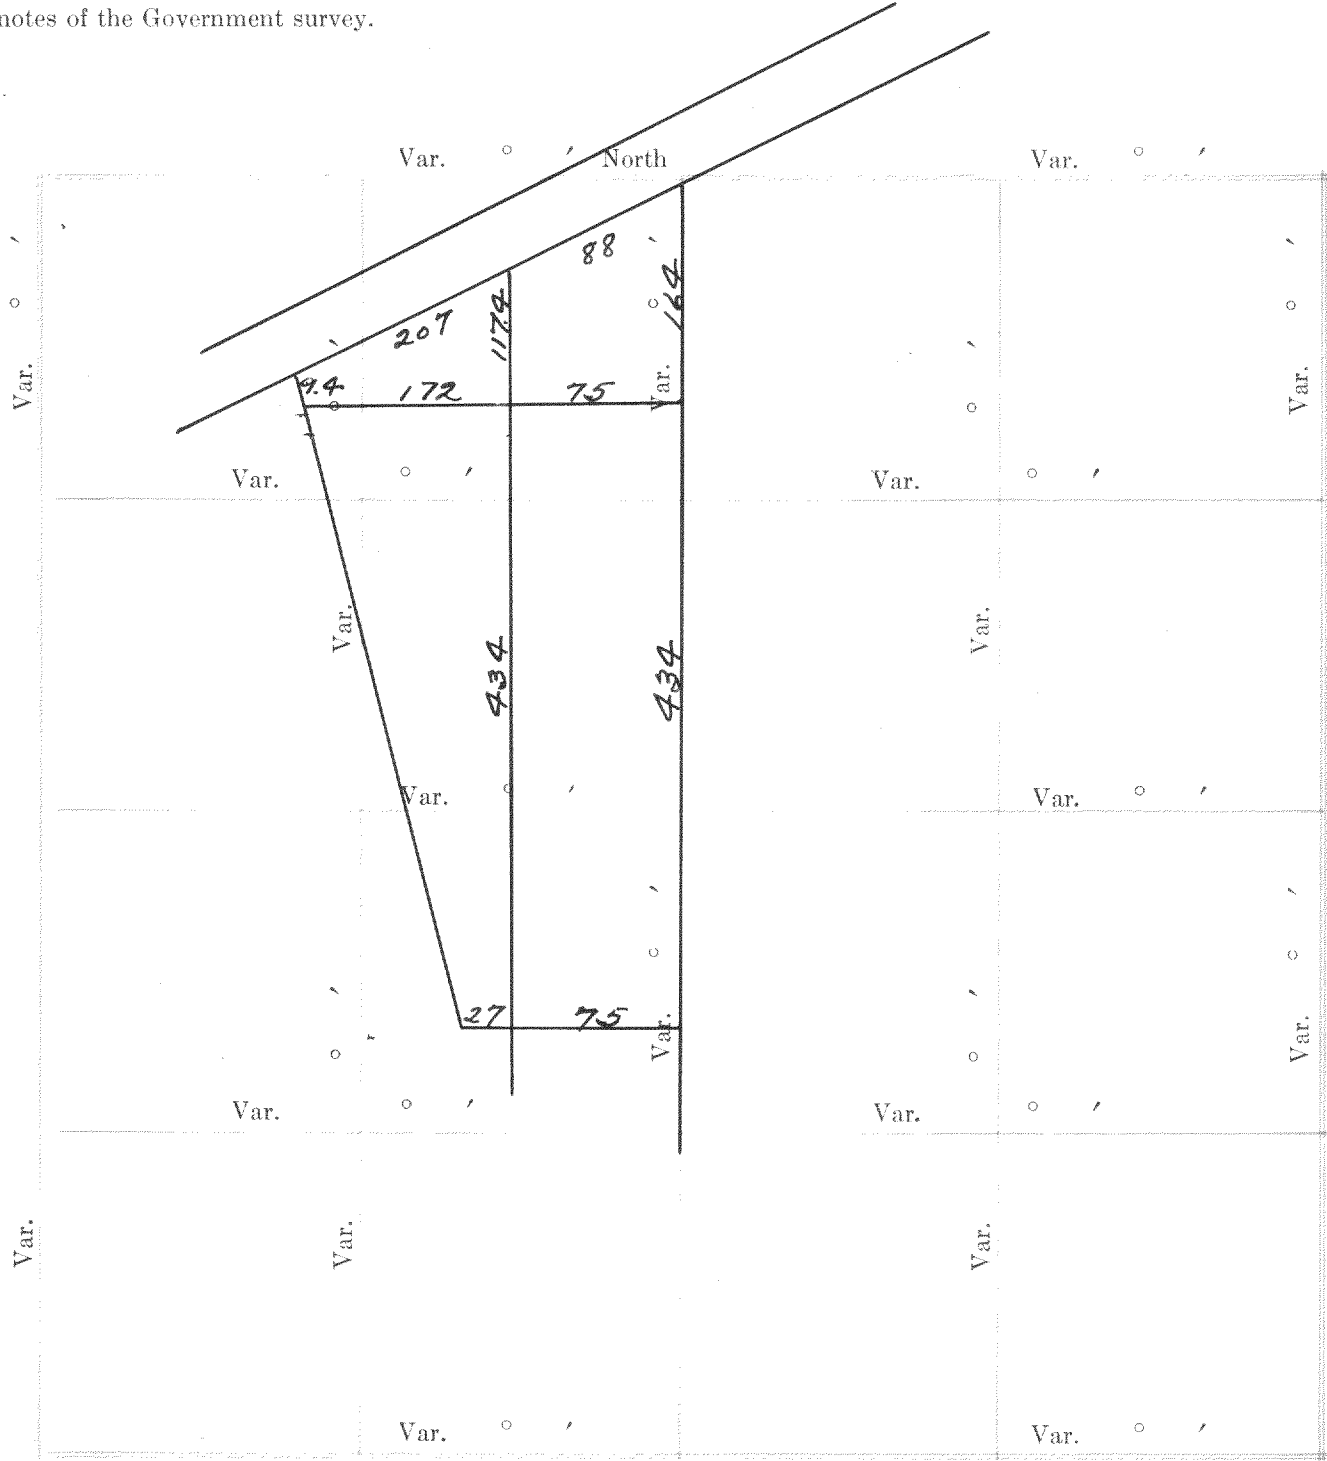 notes of the Government survey.
Var. ° ′ North Var. ° ′
° ′ ° ′ ° ′
88
164
117.4
207
9.4 172 75
Var. ° ′ Var. ° ′ Var. ° ′
Var. ° ′ Var. ° ′
Var. Var.
434 434
Var. ° ′ Var. ° ′
27 75
Var. ° ′ Var. ° ′ Var. ° ′ Var. ° ′
Var. ° ′ Var. ° ′
Var. Var. Var.
Var. ° ′ Var. ° ′